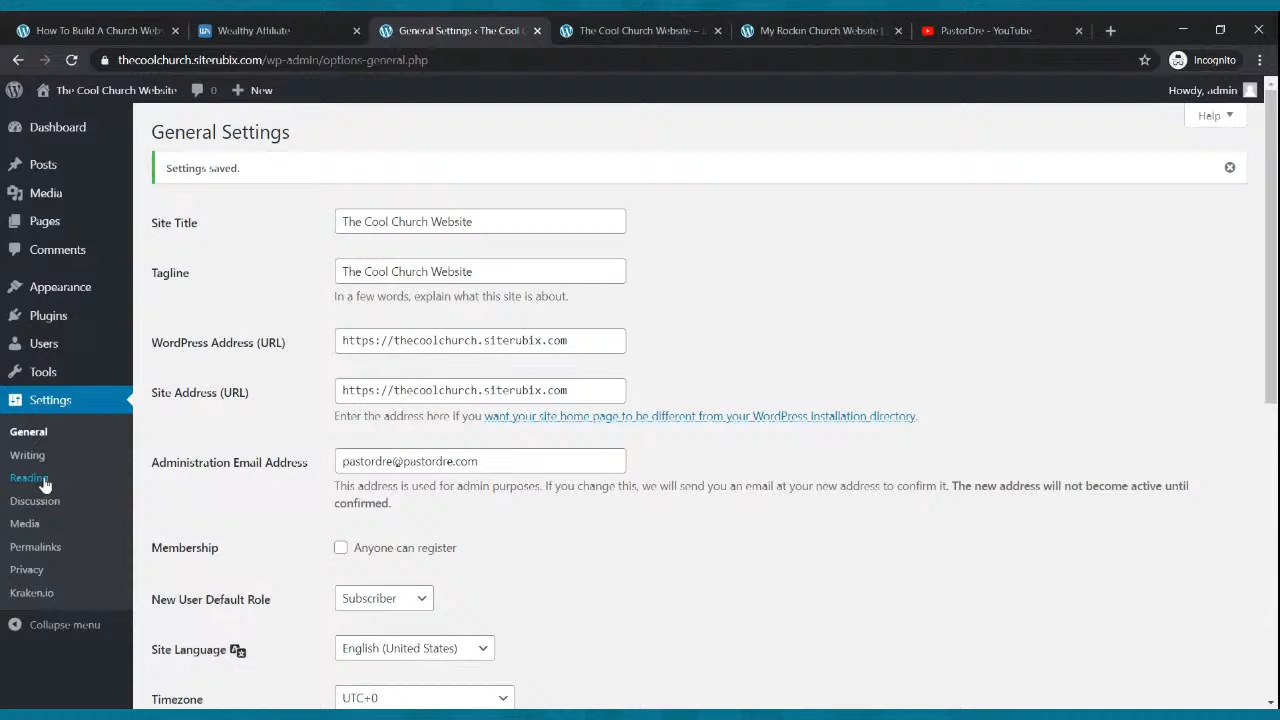 How To Build A Church Web
Wealthy Affiliate
General Settings ‹ The Cool C
The Cool Church Website –
My Rockin Church Website |
PastorDre - YouTube
thecoolchurch.siterubix.com/wp-admin/options-general.php
Incognito
The Cool Church Website
0
New
Howdy, admin
Dashboard
Posts
Media
Pages
Comments
Appearance
Plugins
Users
Tools
Settings
General
Writing
Reading
Discussion
Media
Permalinks
Privacy
Kraken.io
Collapse menu
Help
General Settings
Settings saved.
Site Title
The Cool Church Website
Tagline
The Cool Church Website
In a few words, explain what this site is about.
WordPress Address (URL)
https://thecoolchurch.siterubix.com
Site Address (URL)
https://thecoolchurch.siterubix.com
Enter the address here if you want your site home page to be different from your WordPress installation directory.
Administration Email Address
pastordre@pastordre.com
This address is used for admin purposes. If you change this, we will send you an email at your new address to confirm it. The new address will not become active until
confirmed.
Membership
Anyone can register
New User Default Role
Subscriber
Site Language
English (United States)
Timezone
UTC+0